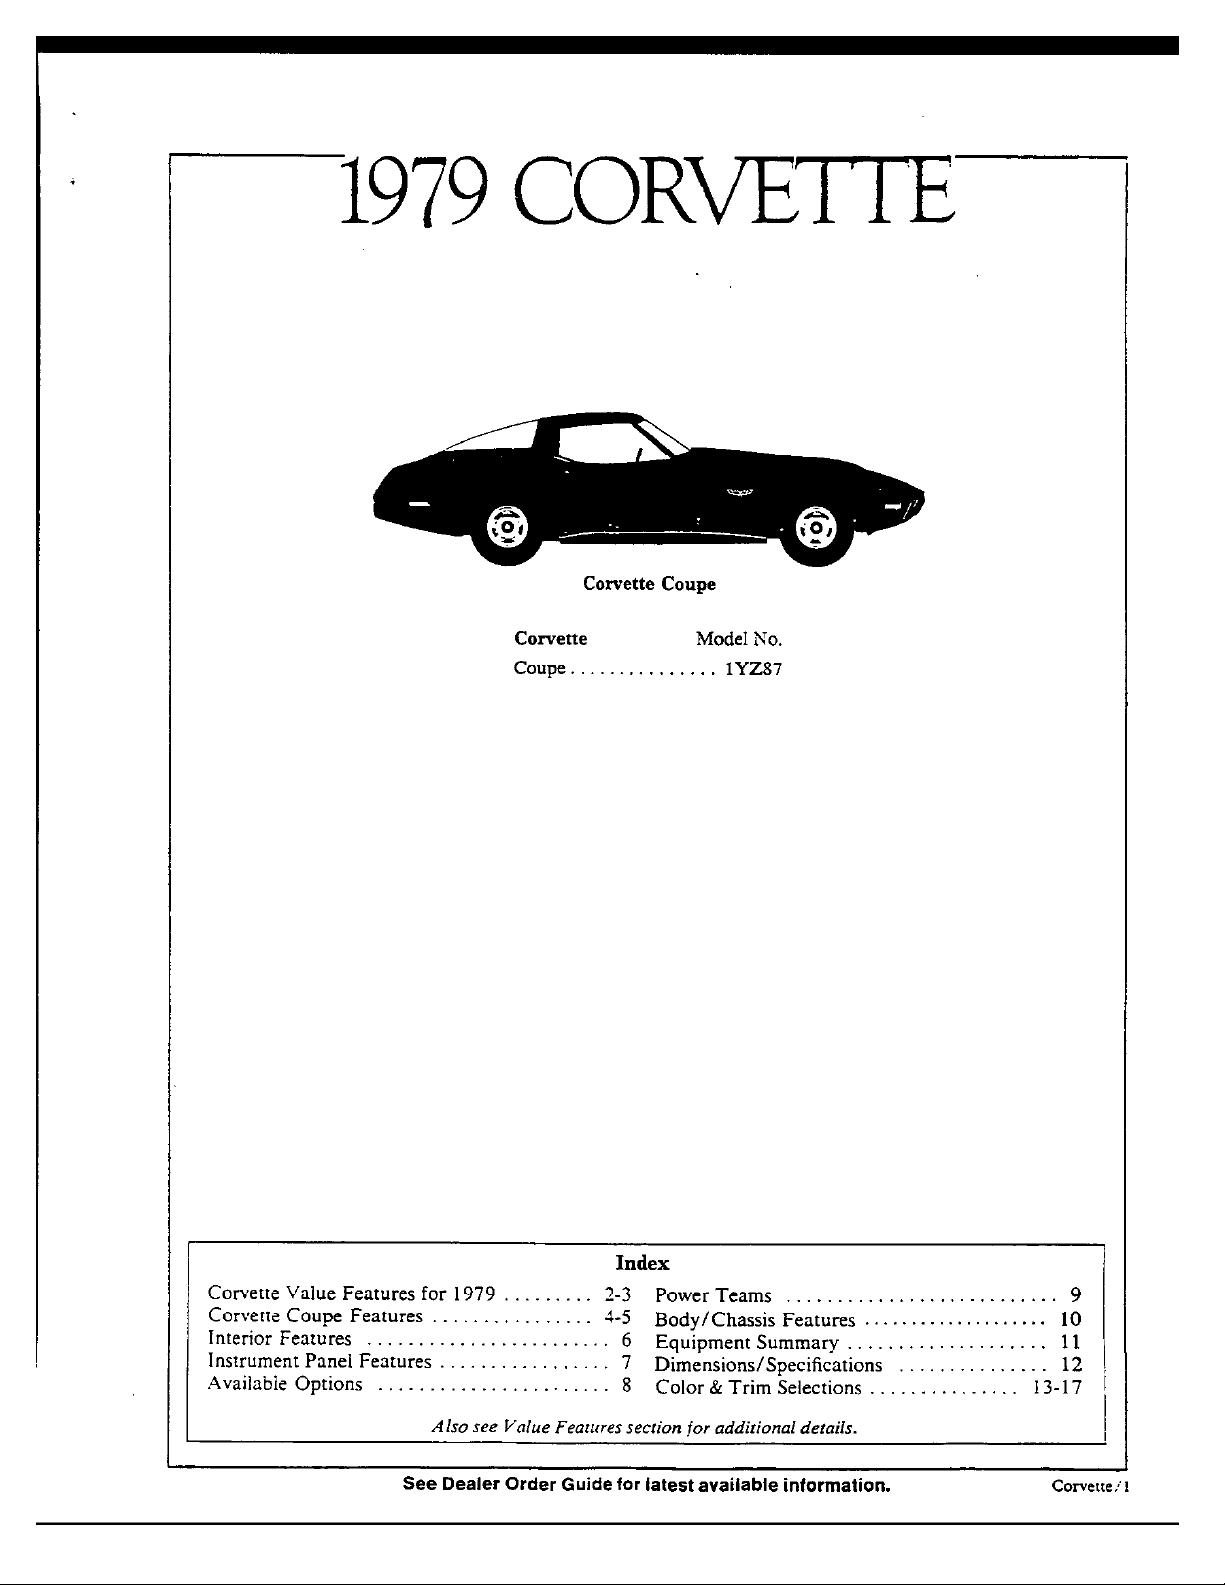 1979 CORVETTE
Corvette Coupe
Corvette Model No.
Coupe . . . . . . . . . . . . . . . 1YZ87
Index
Corvette Value Features for 1979 . . . . . . . . . 2-3
Corvette Coupe Features . . . . . . . . . . . . . . . . 4-5
Interior Features . . . . . . . . . . . . . . . . . . . . . . . . 6
Instrument Panel Features . . . . . . . . . . . . . . . . . 7
Available Options . . . . . . . . . . . . . . . . . . . . . . . 8
Power Teams . . . . . . . . . . . . . . . . . . . . . . . . . . . 9
Body/Chassis Features . . . . . . . . . . . . . . . . . . . 10
Equipment Summary . . . . . . . . . . . . . . . . . . . . 11
Dimensions/Specifications . . . . . . . . . . . . . . . 12
Color & Trim Selections . . . . . . . . . . . . . . . 13-17
Also see Value Features section for additional details.
See Dealer Order Guide for latest available information.
Corvette/1